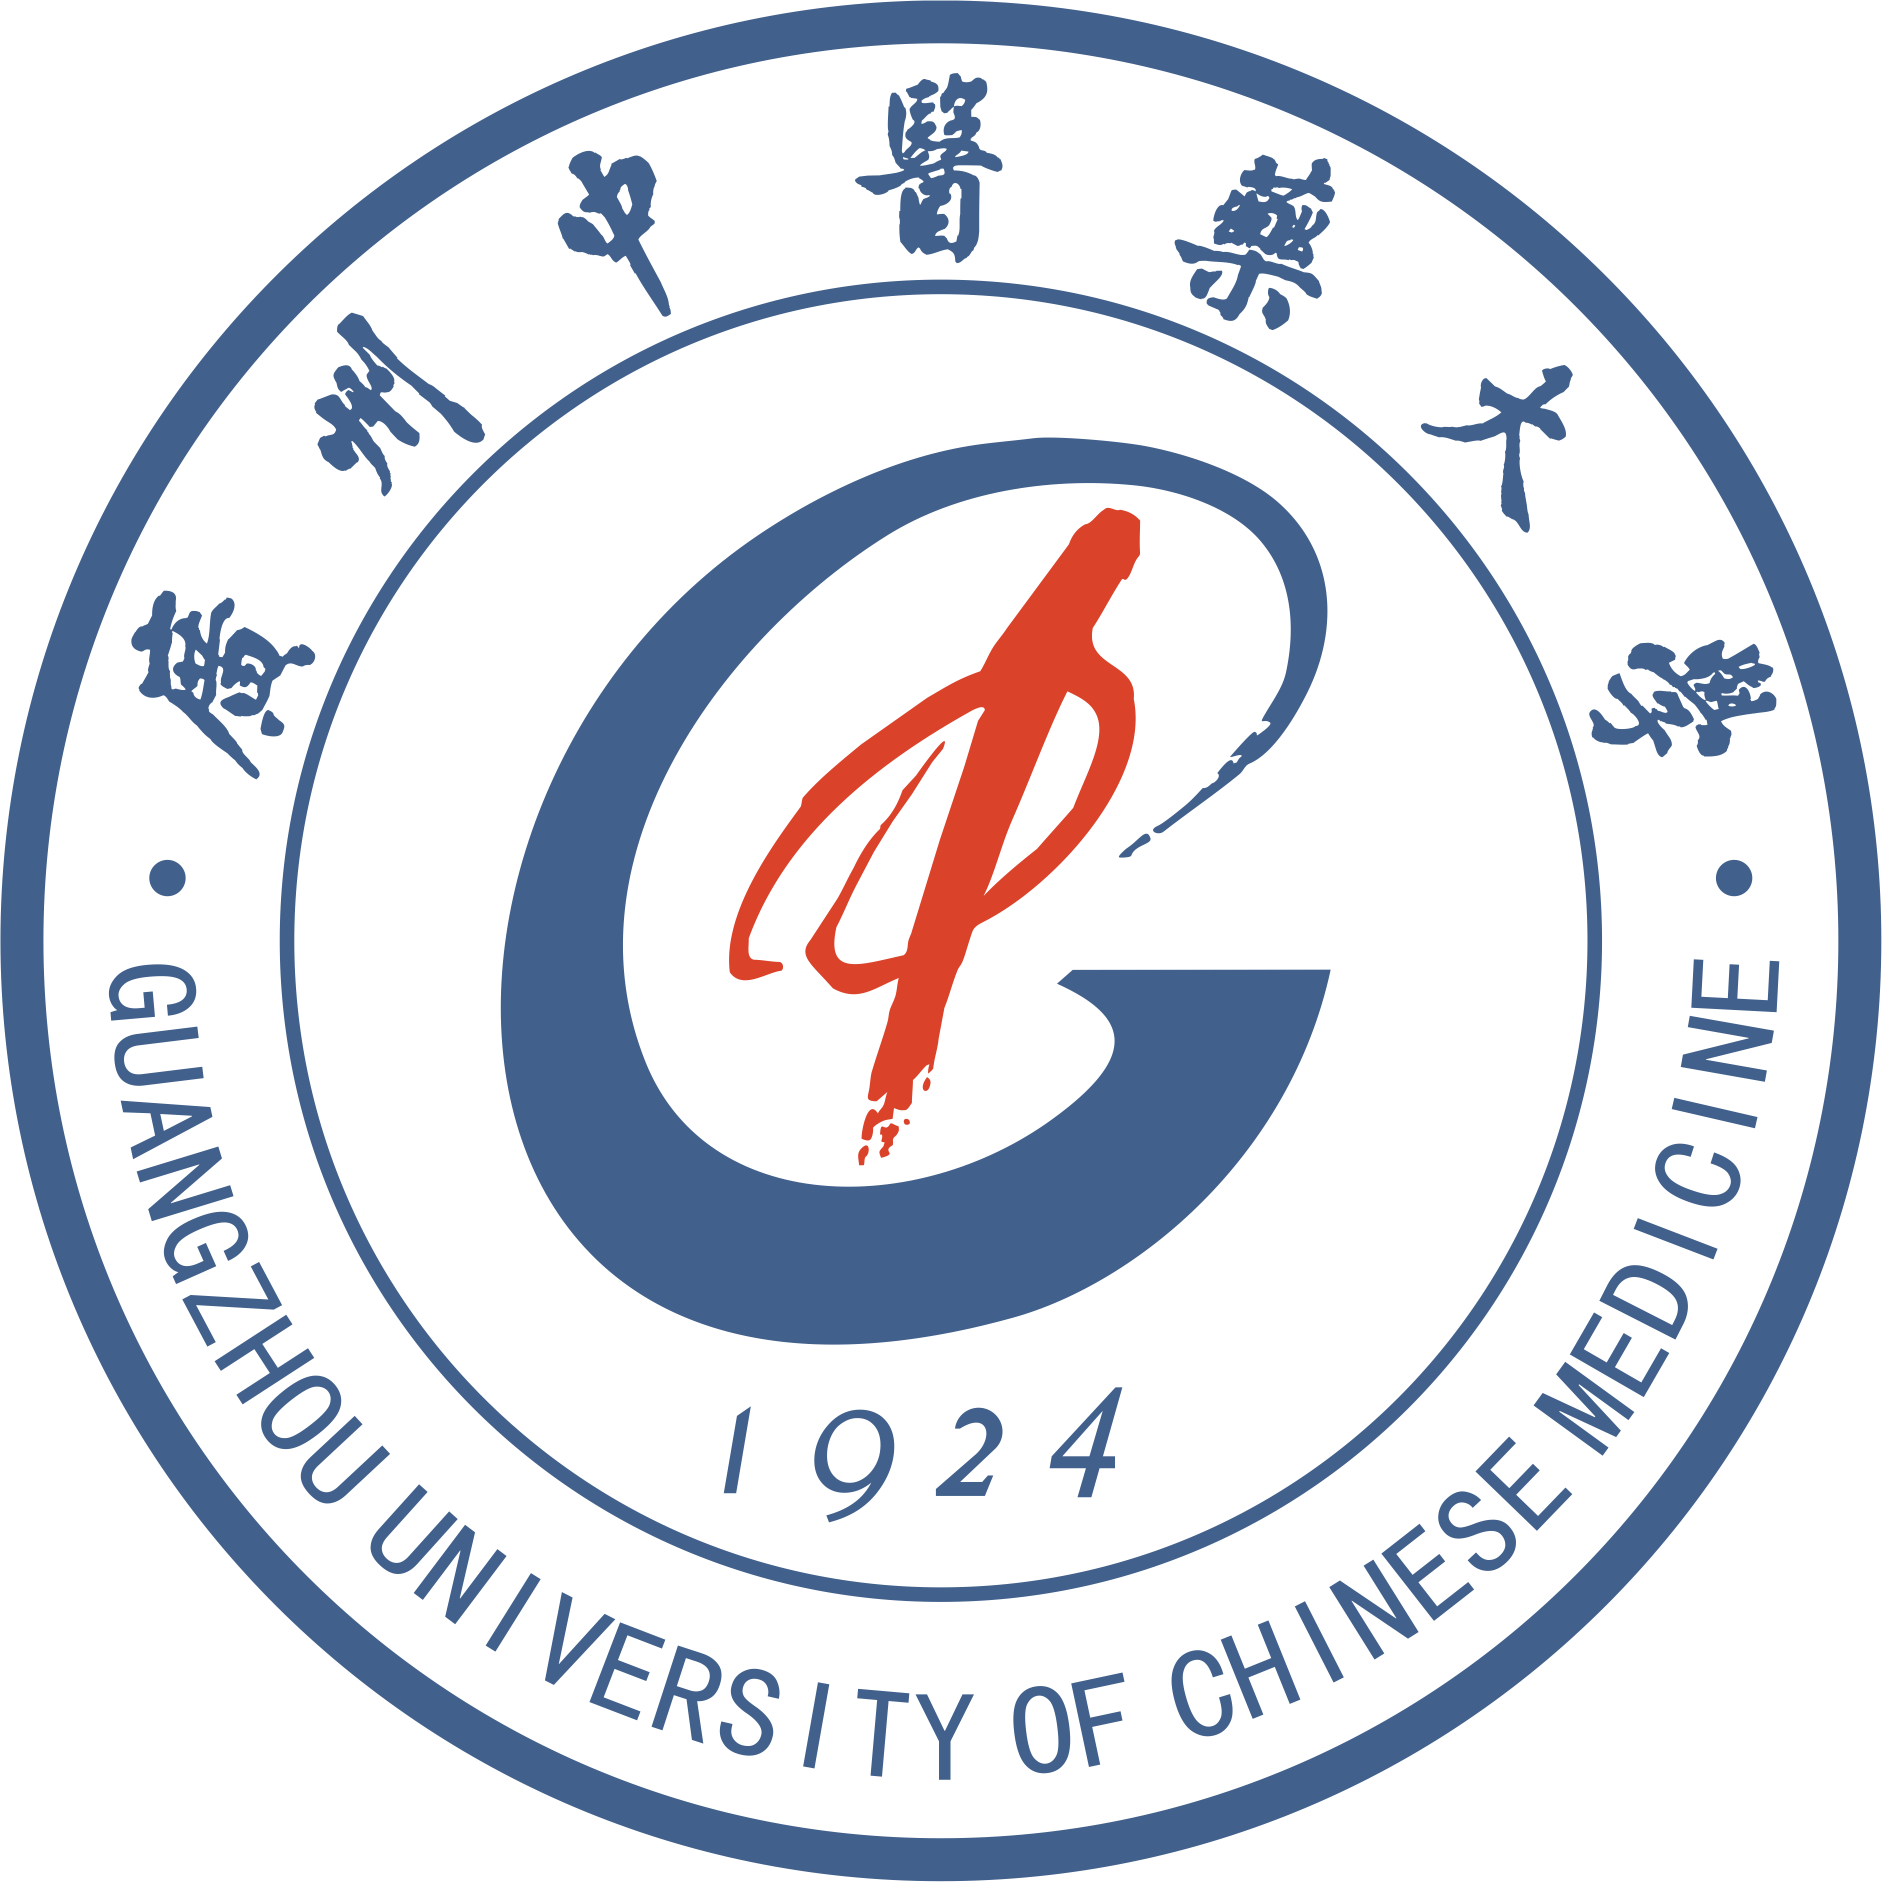 廣州中醫藥大學
1924
GUANGZHOU UNIVERSITY OF CHINESE MEDICINE